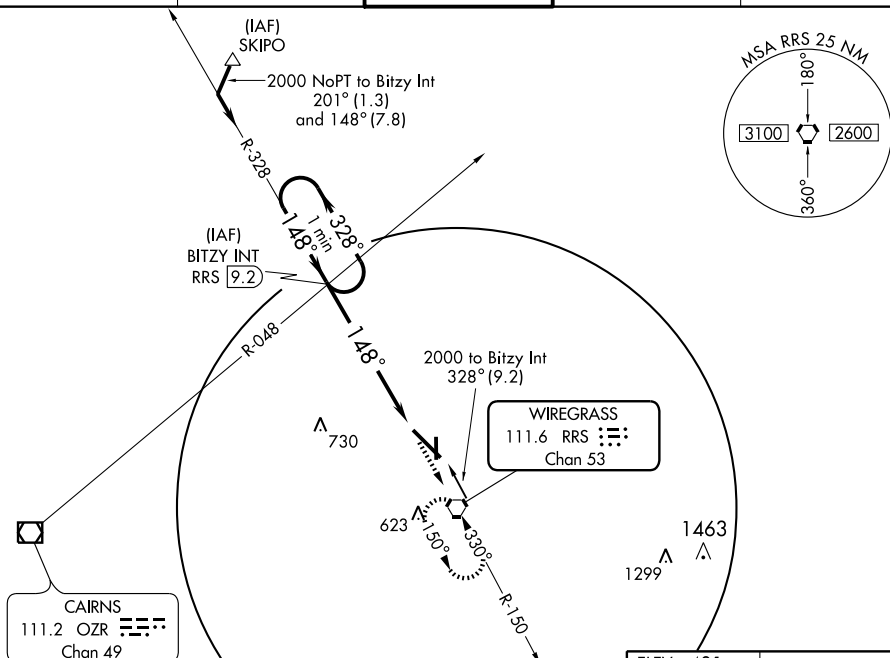 (IAF)
SKIPO
2000 NoPT to Bitzy Int
201° (1.3)
and 148° (7.8)
MSA RRS 25 NM
180°
3100
2600
360°
R-328
148°
1 min
328°
(IAF)
BITZY INT
RRS 9.2
R-048
148°
2000 to Bitzy Int
328° (9.2)
WIREGRASS
111.6 RRS
Chan 53
730
623
150°
330°
1463
1299
R-150
CAIRNS
111.2 OZR
Chan 49